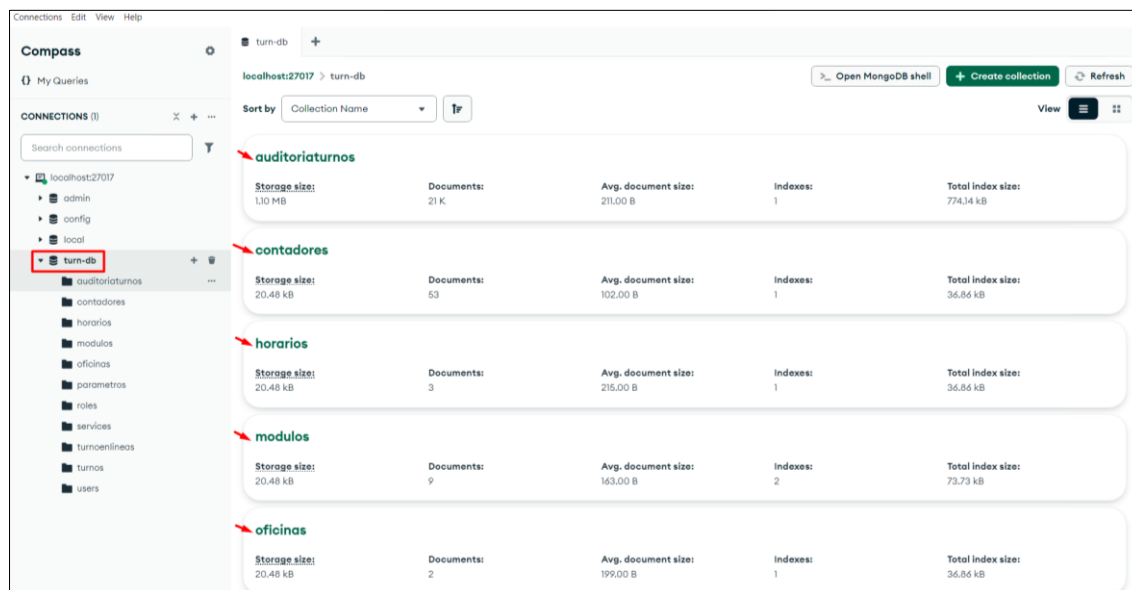 Connections Edit View Help
Compass
turn-db
My Queries
localhost:27017 > turn-db
Open MongoDB shell
Create collection
Refresh
CONNECTIONS (1)
Sort by
Collection Name
View
Search connections
localhost:27017
admin
config
local
turn-db
auditoriaturnos
contadores
horarios
modulos
oficinas
parametros
roles
services
turnoenlineas
turnos
users
auditoriaturnos
Storage size: Documents: Avg. document size: Indexes: Total index size:
1.10 MB 21 K 211.00 B 1 774.14 kB
contadores
Storage size: Documents: Avg. document size: Indexes: Total index size:
20.48 kB 53 102.00 B 1 36.86 kB
horarios
Storage size: Documents: Avg. document size: Indexes: Total index size:
20.48 kB 3 215.00 B 1 36.86 kB
modulos
Storage size: Documents: Avg. document size: Indexes: Total index size:
20.48 kB 9 163.00 B 2 73.73 kB
oficinas
Storage size: Documents: Avg. document size: Indexes: Total index size:
20.48 kB 2 199.00 B 1 36.86 kB